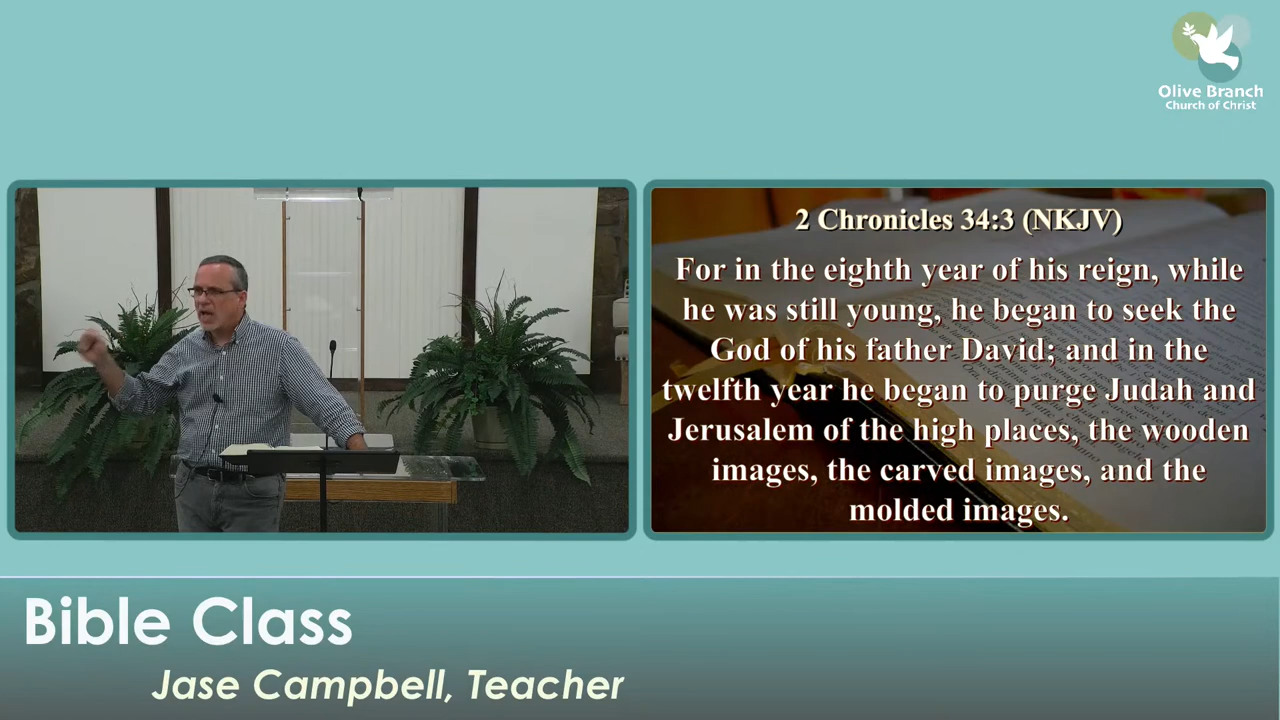 Olive Branch
Church of Christ
2 Chronicles 34:3 (NKJV)
For in the eighth year of his reign, while
he was still young, he began to seek the
God of his father David; and in the
twelfth year he began to purge Judah and
Jerusalem of the high places, the wooden
images, the carved images, and the
molded images.
Bible Class
Jase Campbell, Teacher